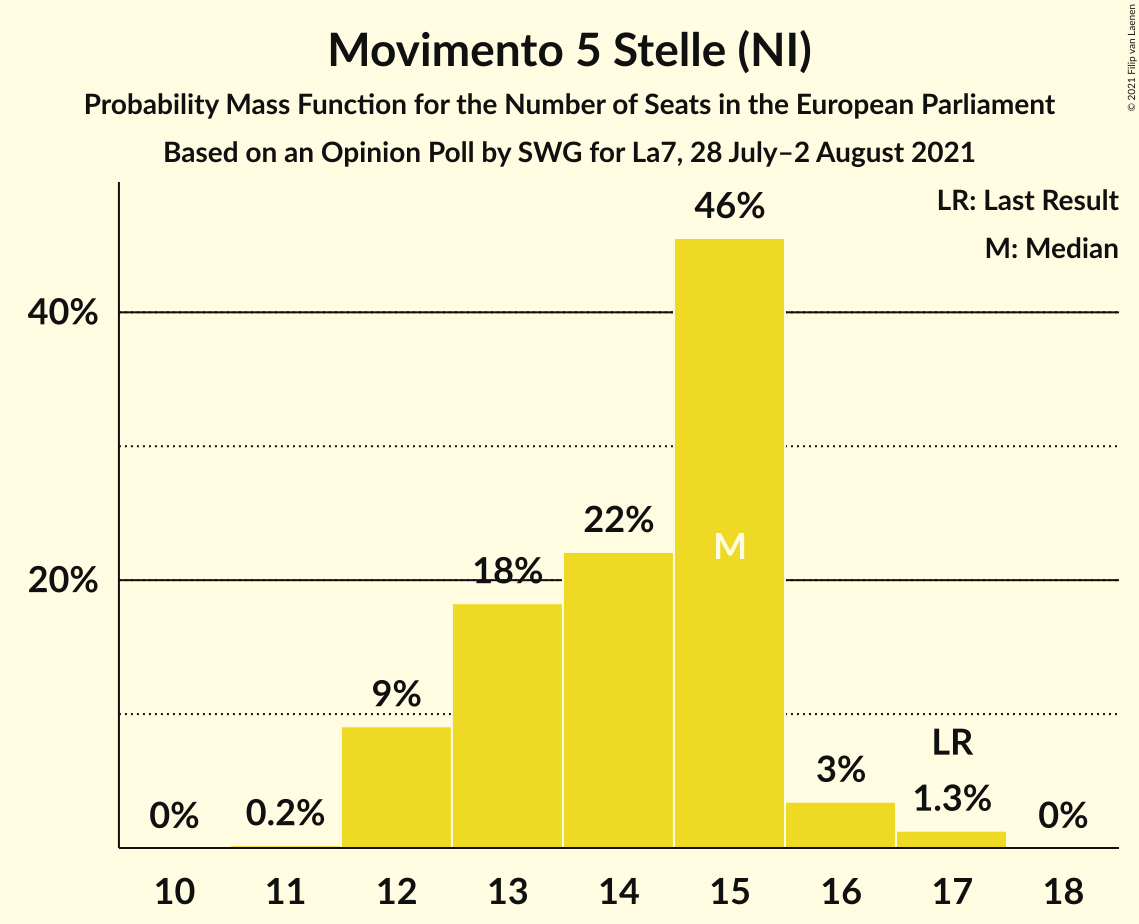 Movimento 5 Stelle (NI)
Probability Mass Function for the Number of Seats in the European Parliament
Based on an Opinion Poll by SWG for La7, 28 July–2 August 2021
© 2021 Filip van Laenen
LR: Last Result
M: Median
40%
20%
0%
0.2%
9%
18%
22%
46%
M
3%
LR
1.3%
0%
10 11 12 13 14 15 16 17 18